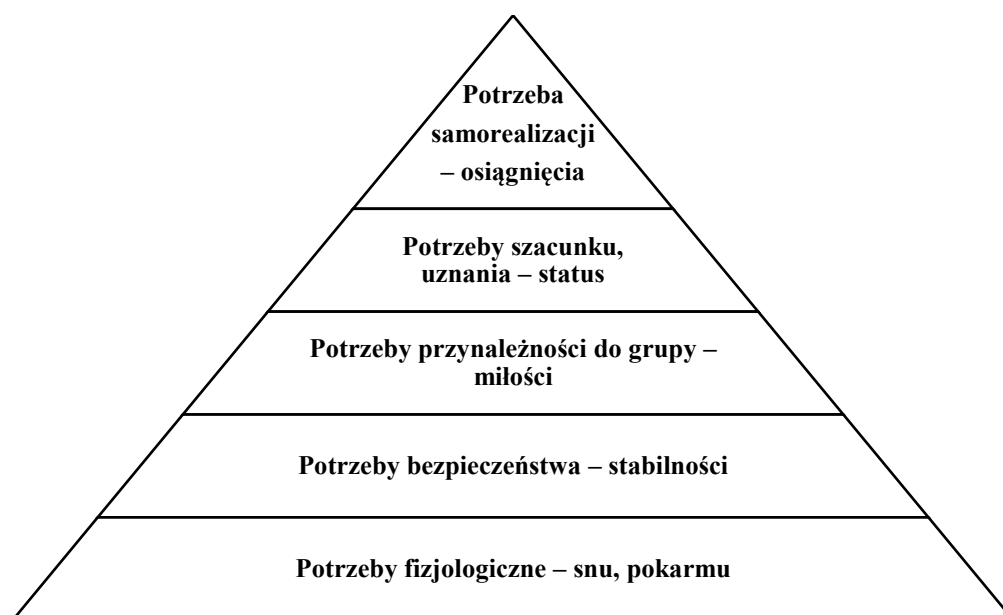 Potrzeba
samorealizacji
– osiągnięcia
Potrzeby szacunku,
uznania – status
Potrzeby przynależności do grupy –
miłości
Potrzeby bezpieczeństwa – stabilności
Potrzeby fizjologiczne – snu, pokarmu